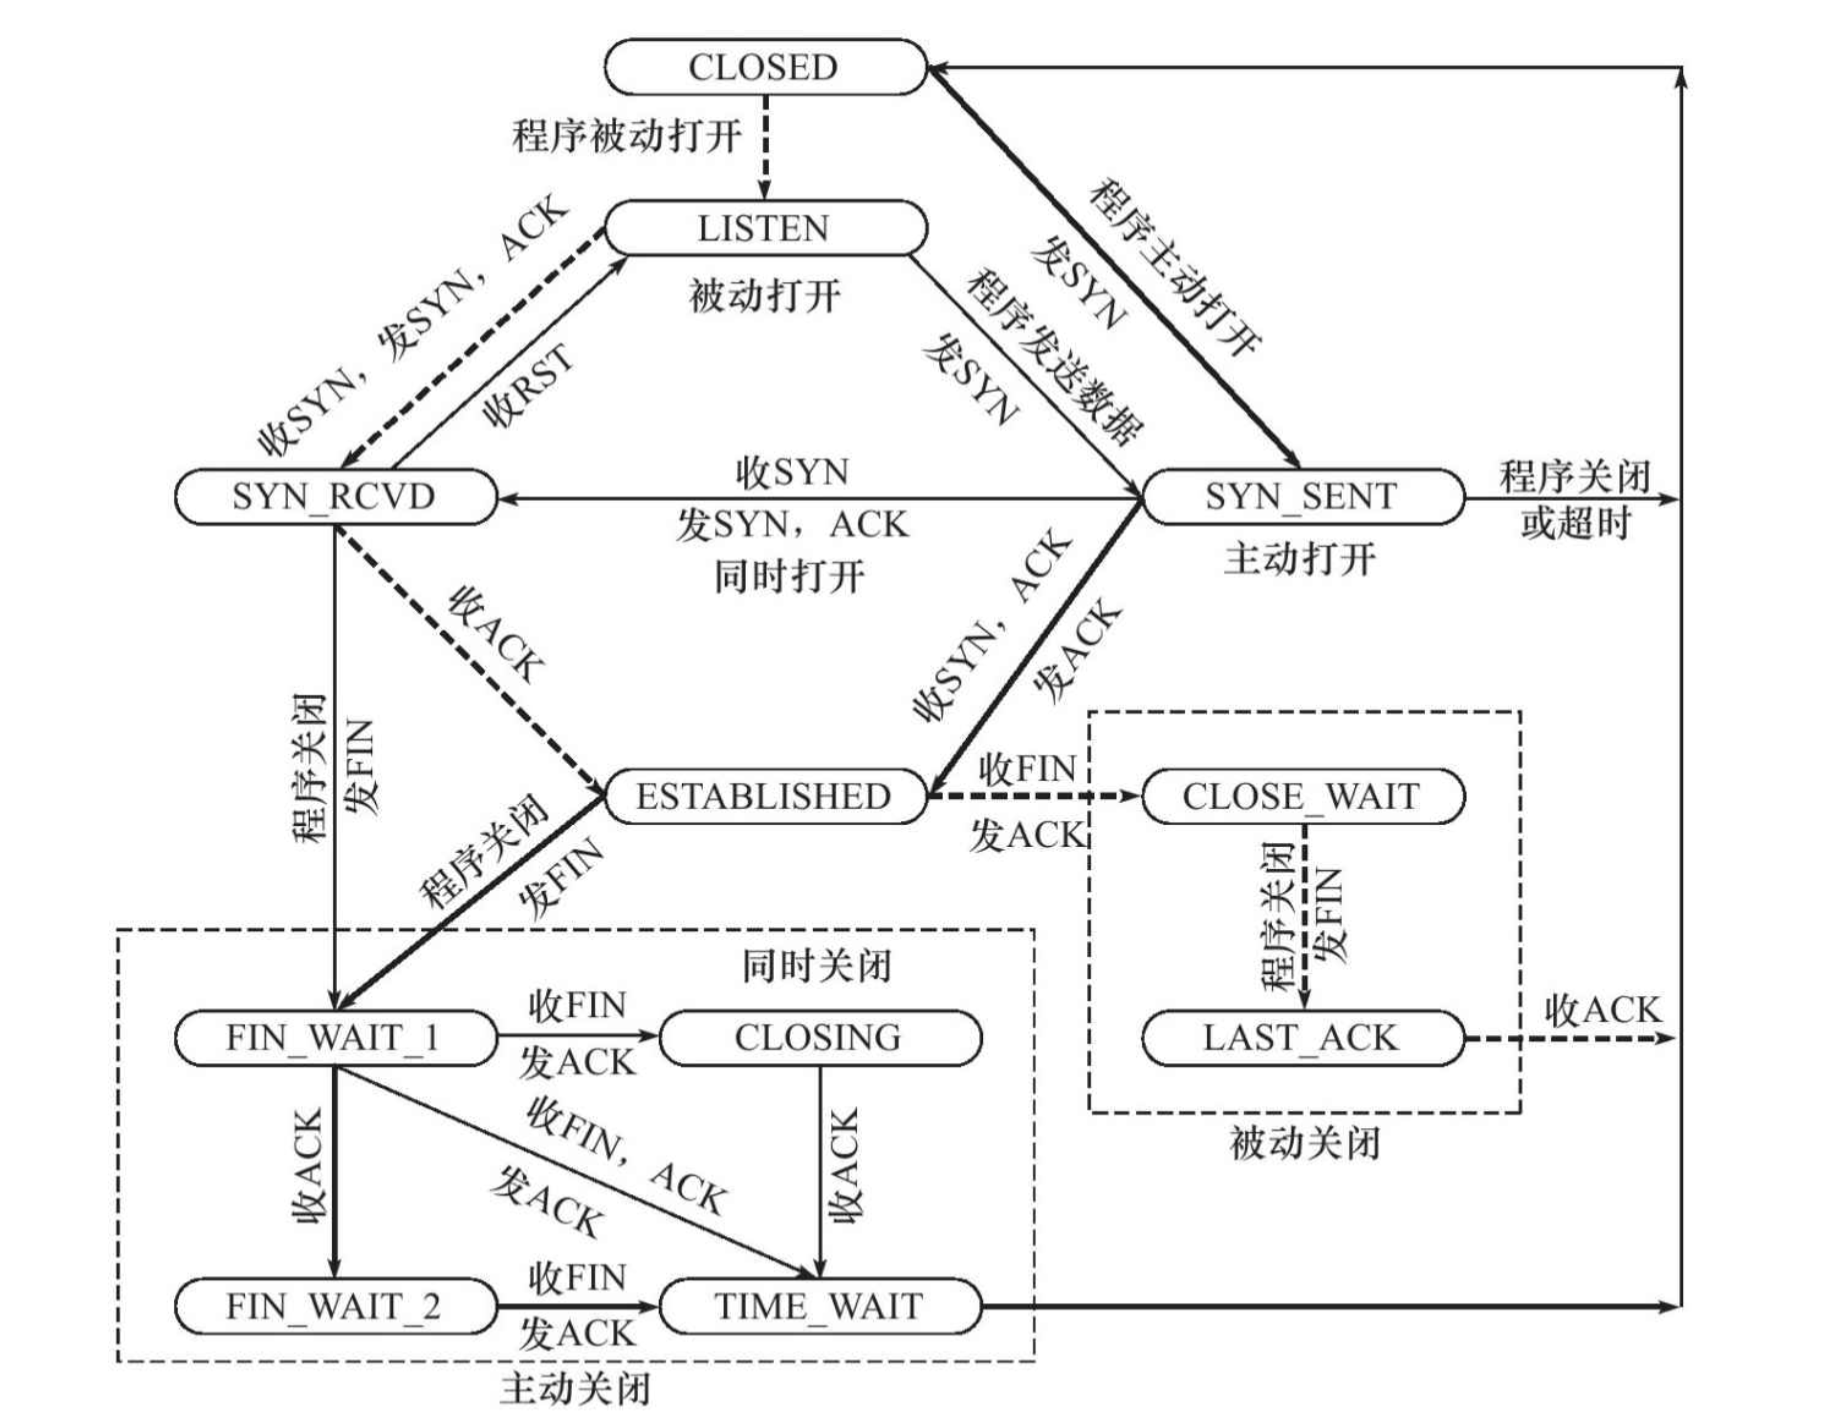 CLOSED
程序被动打开
LISTEN
被动打开
收SYN，发SYN，ACK
收RST
程序发送数据
发SYN
程序主动打开
发SYN
SYN_RCVD
收SYN
发SYN，ACK
同时打开
SYN_SENT
主动打开
程序关闭
或超时
收ACK
收SYN，ACK
发ACK
程序关闭
发FIN
ESTABLISHED
收FIN
发ACK
CLOSE_WAIT
程序关闭
发FIN
程序关闭
发FIN
LAST_ACK
收ACK
被动关闭
同时关闭
FIN_WAIT_1
收FIN
发ACK
CLOSING
收ACK
收FIN，ACK
发ACK
收ACK
FIN_WAIT_2
收FIN
发ACK
TIME_WAIT
主动关闭